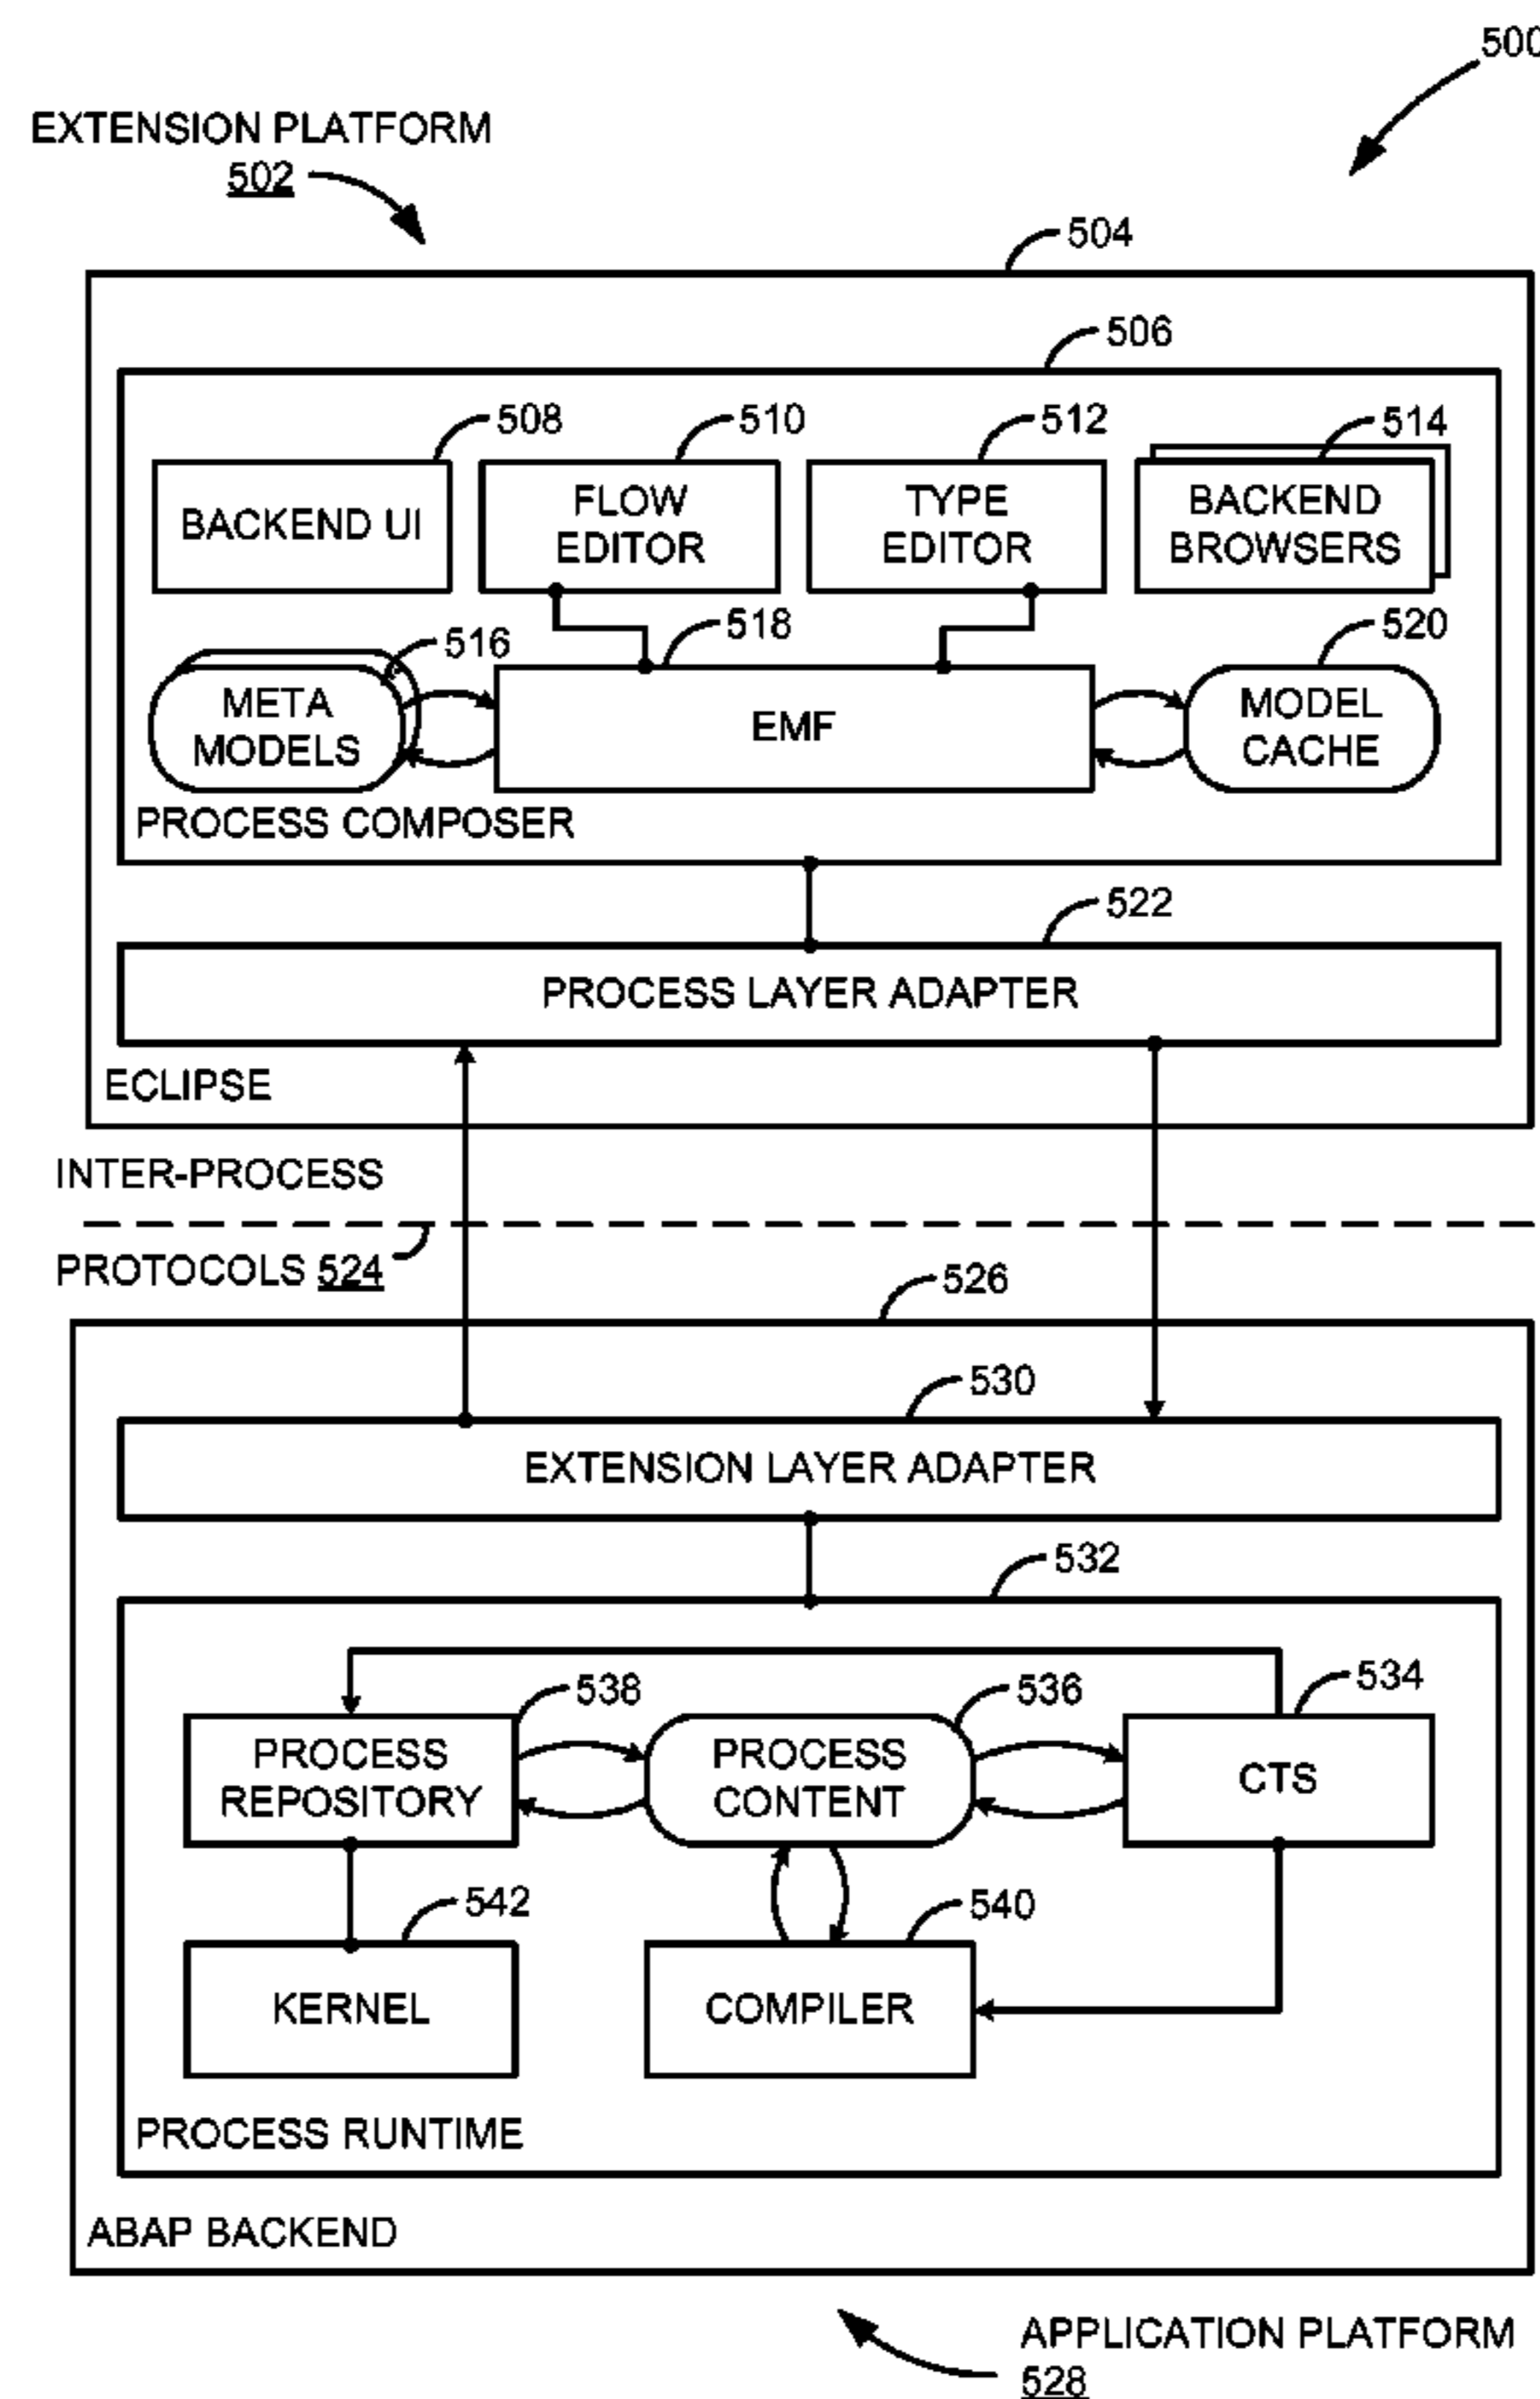 500
EXTENSION PLATFORM
502
504
506
508
510
512
514
BACKEND UI
FLOW
EDITOR
TYPE
EDITOR
BACKEND
BROWSERS
516
518
520
META
MODELS
EMF
MODEL
CACHE
PROCESS COMPOSER
522
PROCESS LAYER ADAPTER
ECLIPSE
INTER-PROCESS
PROTOCOLS 524
526
530
EXTENSION LAYER ADAPTER
532
538
536
534
PROCESS
REPOSITORY
PROCESS
CONTENT
CTS
542
540
KERNEL
COMPILER
PROCESS RUNTIME
ABAP BACKEND
APPLICATION PLATFORM
528